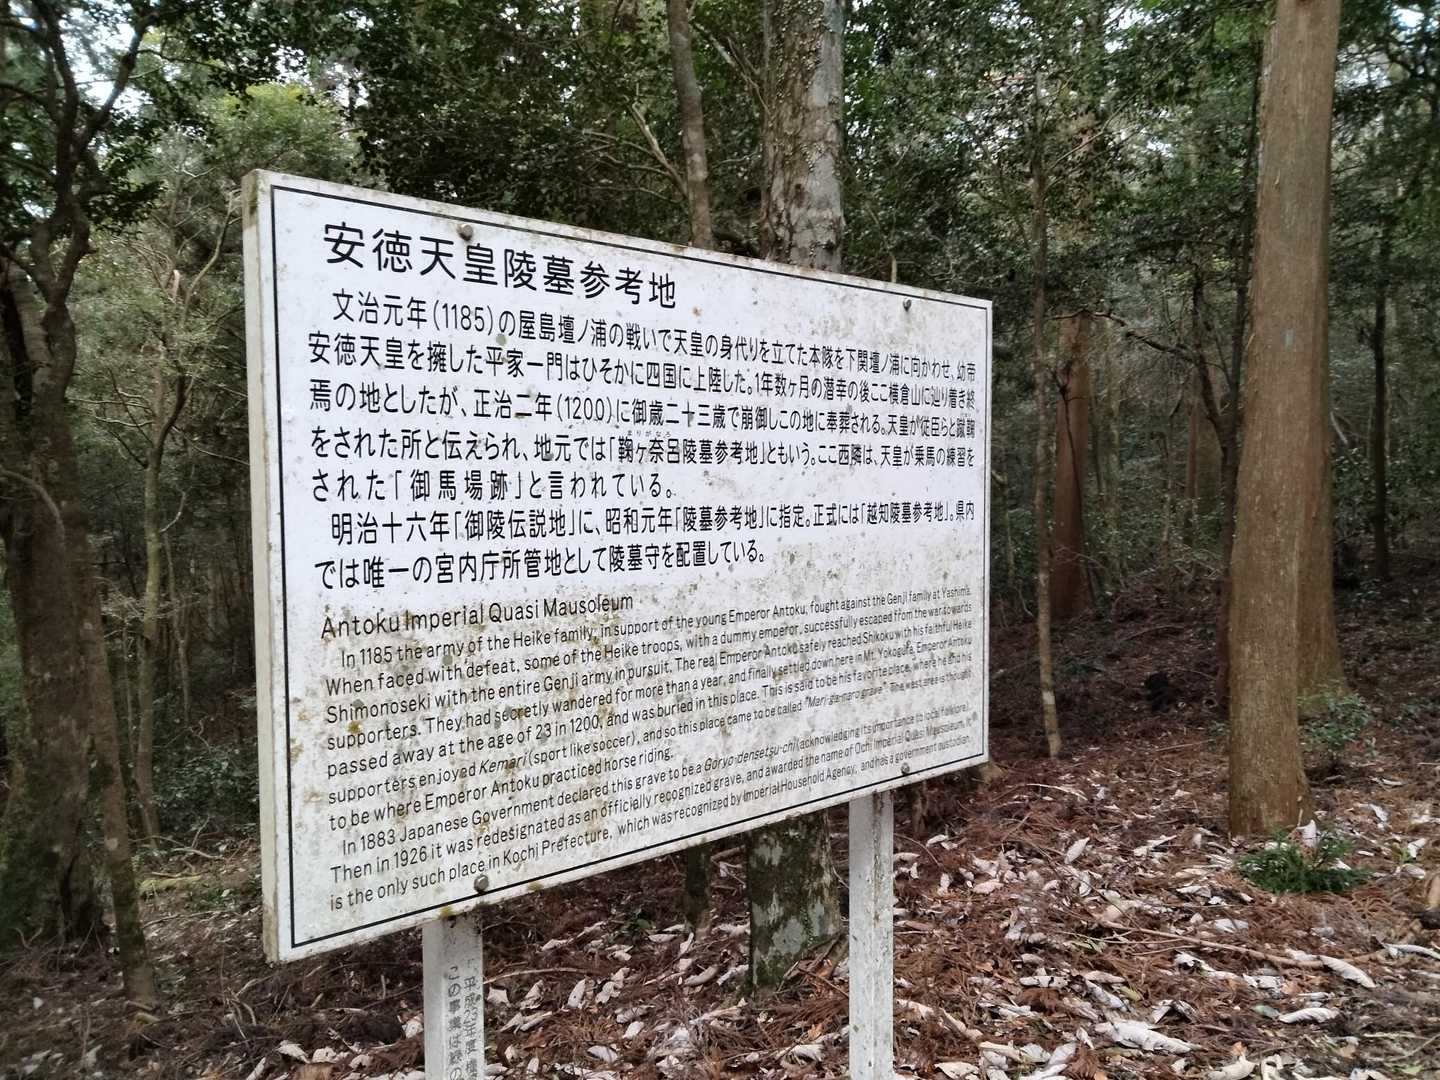 安徳天皇陵墓参考地
文治元年(1185)の屋島壇ノ浦の戦いで天皇の身代りを立てた本隊を下関壇ノ浦に向かわせ、幼帝
安徳天皇を擁した平家一門はひそかに四国に上陸した。1年数ヶ月の潜幸の後ここ横倉山に辿り着き終
焉の地としたが、正治二年(1200)に御歳二十三歳で崩御しこの地に奉葬される。天皇が従臣らと蹴鞠
をされた所と伝えられ、地元では「鞠ヶ奈呂陵墓参考地」ともいう。ここ西隣は、天皇が乗馬の練習を
された「御馬場跡」と言われている。
明治十六年「御陵伝説地」に、昭和元年「陵墓参考地」に指定。正式には「越知陵墓参考地」。県内
では唯一の宮内庁所管地として陵墓守を配置している。
Antoku Imperial Quasi Mausoleum
In 1185 the army of the Heike family, in support of the young Emperor Antoku, fought against the Genji family at Yashima.
When faced with defeat, some of the Heike troops, with a dummy emperor, successfully escaped from the war towards
Shimonoseki with the entire Genji army in pursuit. The real Emperor Antoku safely reached Shikoku with his faithful Heike
supporters. They had secretly wandered for more than a year, and finally settled down here in Mt. Yokogura. Emperor Antoku
passed away at the age of 23 in 1200, and was buried in this place. This is said to be his favorite place, where he and his
supporters enjoyed Kemari (sport like soccer), and so this place came to be called "Mari-ga-naro grave". The west area is thought
to be where Emperor Antoku practiced horse riding.
In 1883 Japanese Government declared this grave to be a Goryo-densetsu-chi (acknowledging its importance to local folklore).
Then in 1926 it was redesignated as an officially recognized grave, and awarded the name of Ochi Imperial Quasi Mausoleum. It
is the only such place in Kochi Prefecture, which was recognized by Imperial Household Agency, and has a government custodian.
平成23年度
この事業は緑の